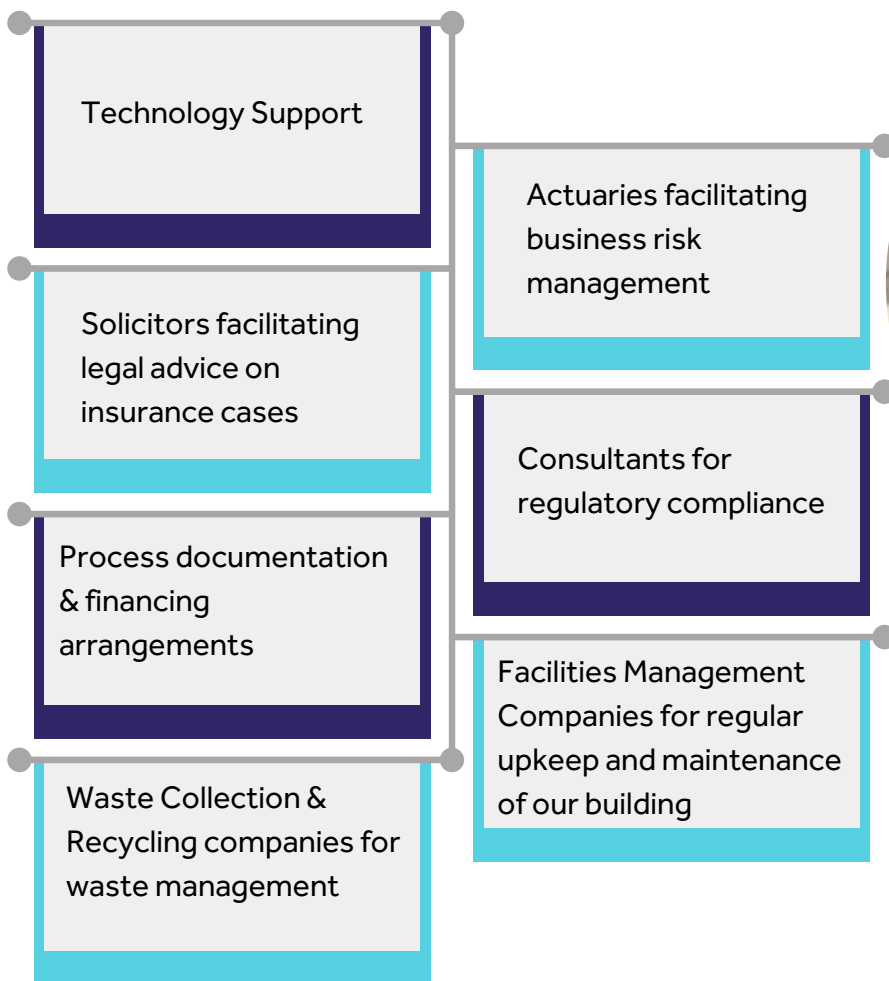 Technology Support
Actuaries facilitating
business risk
management
Solicitors facilitating
legal advice on
insurance cases
Consultants for
regulatory compliance
Process documentation
& financing
arrangements
Facilities Management
Companies for regular
upkeep and maintenance
of our building
Waste Collection &
Recycling companies for
waste management